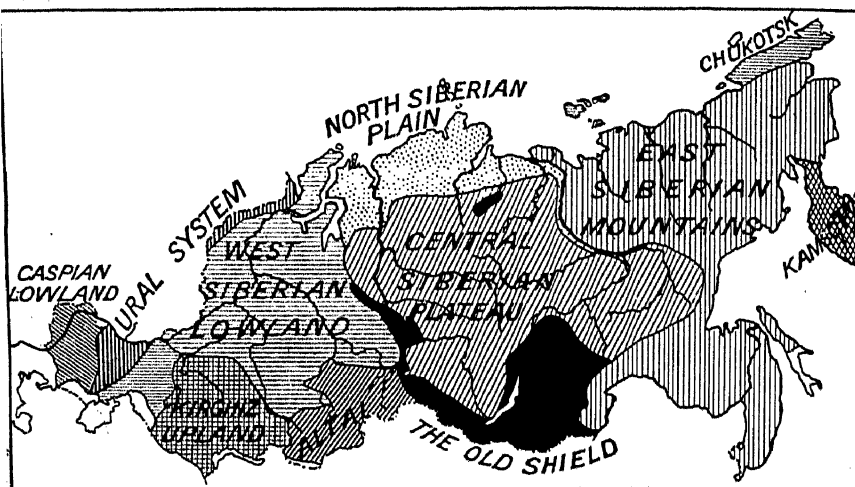 CHUKOTSK
NORTH SIBERIAN
PLAIN
EAST
SIBERIAN
MOUNTAINS
URAL SYSTEM
WEST
SIBERIAN
LOWLAND
CENTRAL
SIBERIAN
PLATEAU
CASPIAN
LOWLAND
KIRGHIZ
UPLAND
ALTAI
THE OLD SHIELD